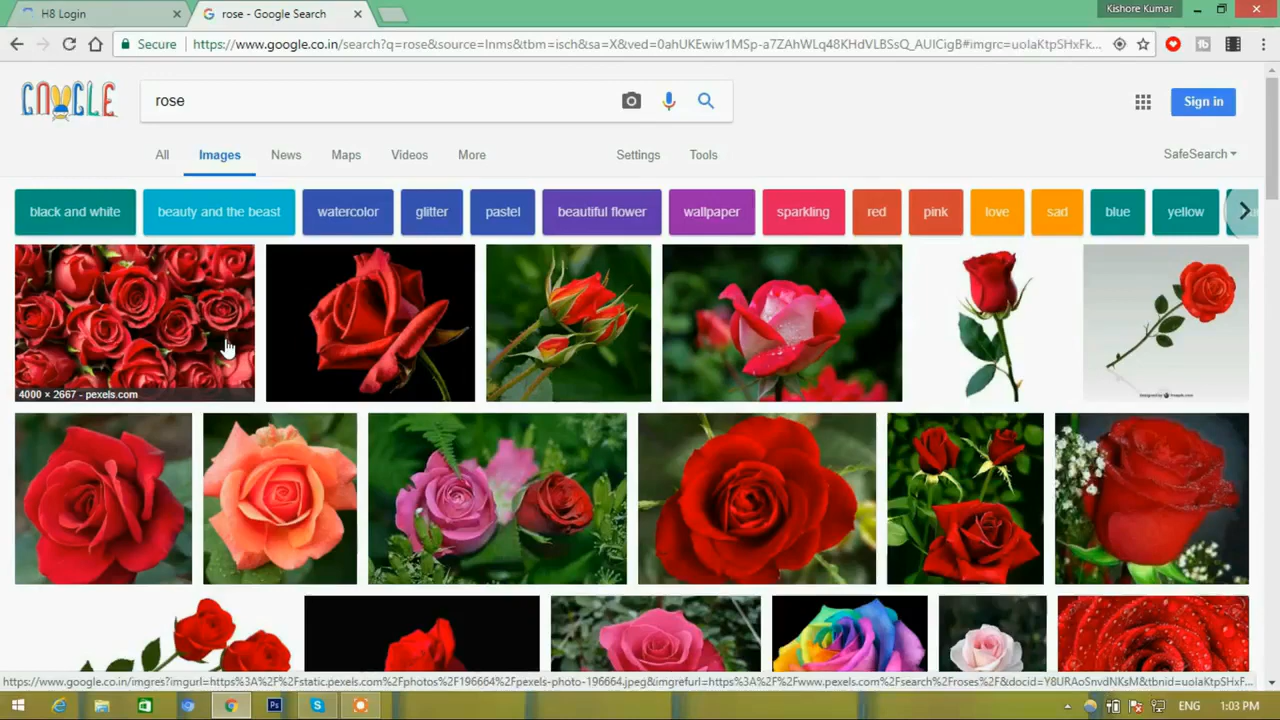 H8 Login
rose - Google Search
Kishore Kumar
Secure
https://www.google.co.in/search?q=rose&source=lnms&tbm=isch&sa=X&ved=0ahUKEwiw1MSp-a7ZAhWLq48KHdVLBSsQ_AUICigB#imgrc=uoIaKtpSHxFk...
rose
Sign in
All
Images
News
Maps
Videos
More
Settings
Tools
SafeSearch
black and white
beauty and the beast
watercolor
glitter
pastel
beautiful flower
wallpaper
sparkling
red
pink
love
sad
blue
yellow
4000 × 2667 - pexels.com
https://www.google.co.in/imgres?imgurl=https%3A%2F%2Fstatic.pexels.com%2Fphotos%2F196664%2Fpexels-photo-196664.jpeg&imgrefurl=https%3A%2F%2Fwww.pexels.com%2Fsearch%2Froses%2F&docid=Y8URAoSnvdNKsM&tbnid=uoIaKtpSHxF...
ENG
1:03 PM